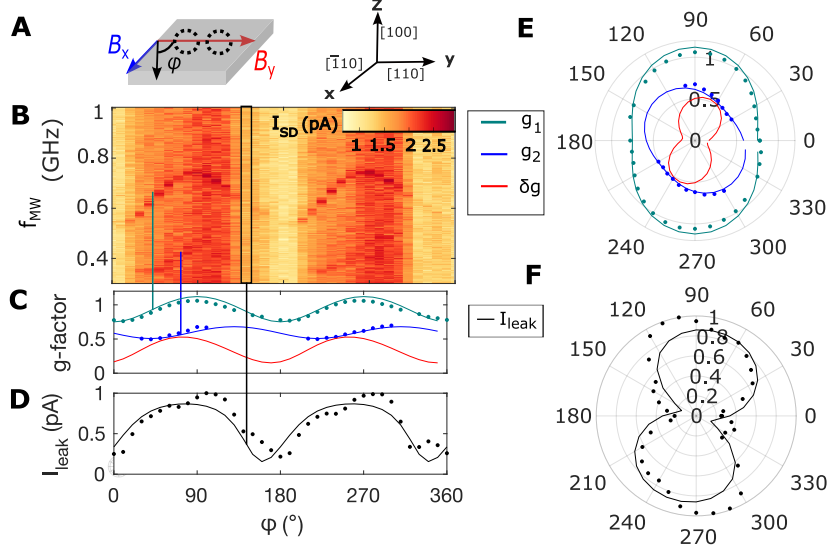 A
B_x
φ
B_y
z
[100]
[1̅10]
y
x
[110]
B
f_MW (GHz)
1
0.8
0.6
0.4
I_SD (pA)
1 1.5 2 2.5
g_1
g_2
δg
C
g-factor
1
0.5
0
D
I_leak (pA)
1
0.5
0
0 90 180 270 360
φ (°)
E
90
120 60
150 30
180 0
210 330
240 300
270
1
0.5
0
I_leak
F
90
120 60
150 30
180 0
210 330
240 300
270
1
0.8
0.6
0.4
0.2